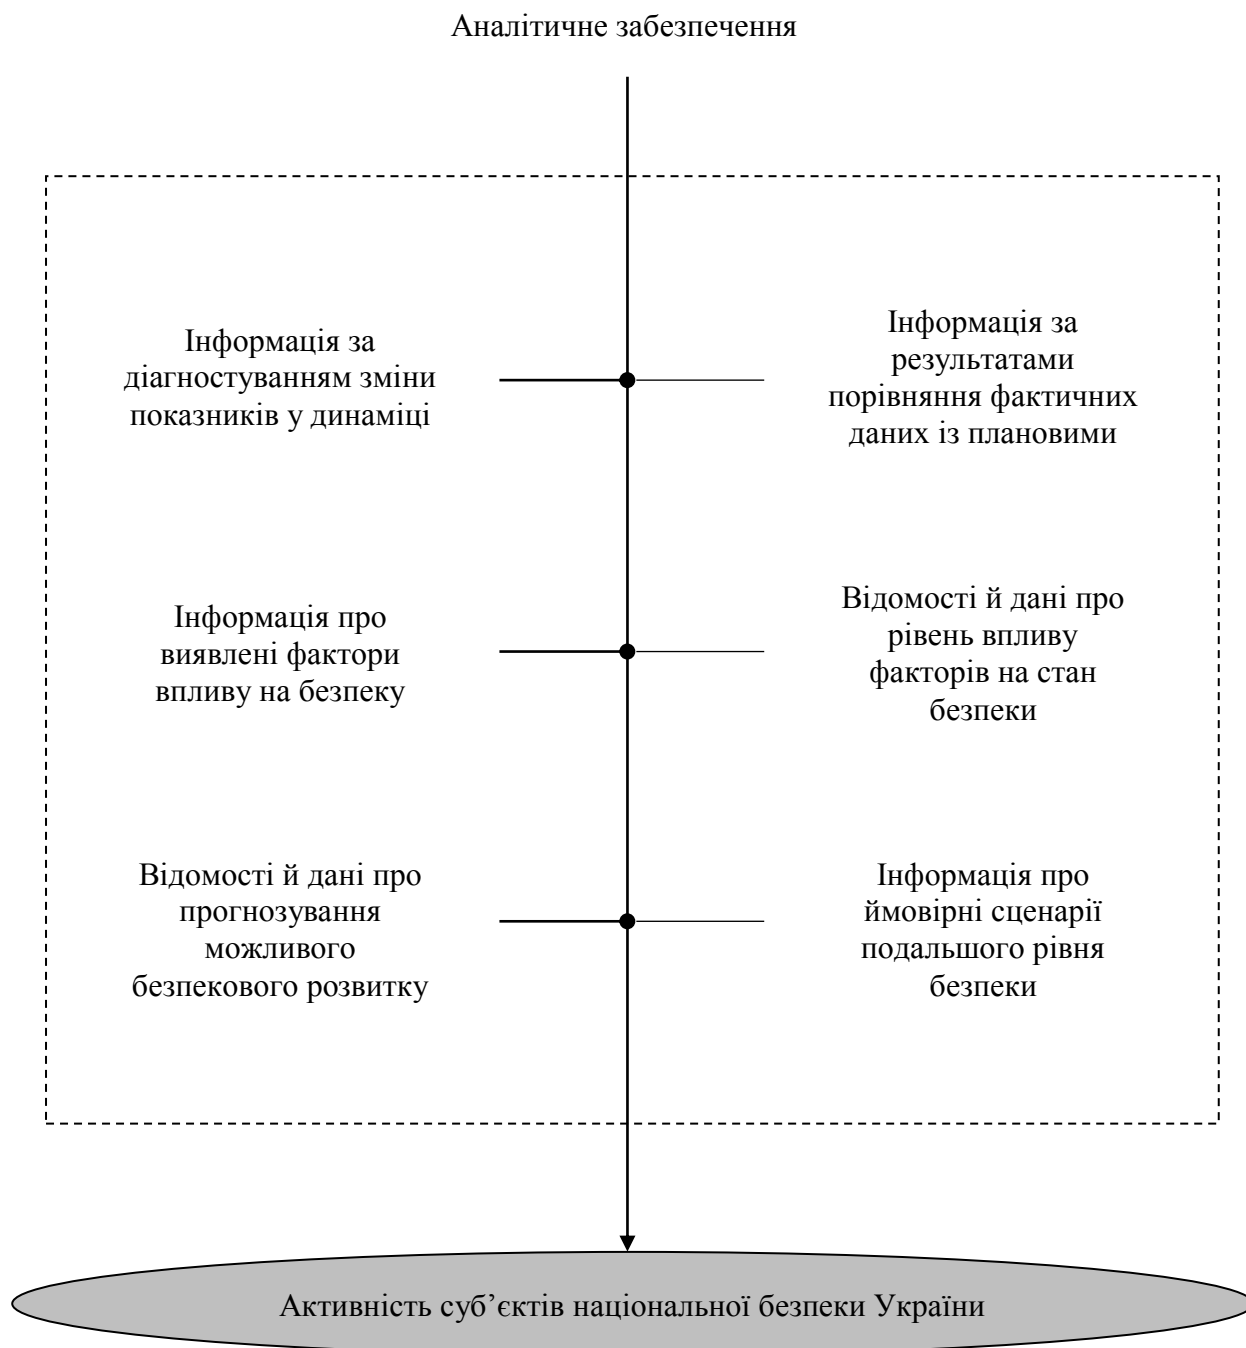 Аналітичне забезпечення
Інформація за
діагностуванням зміни
показників у динаміці
Інформація за
результатами
порівняння фактичних
даних із плановими
Інформація про
виявлені фактори
впливу на безпеку
Відомості й дані про
рівень впливу
факторів на стан
безпеки
Відомості й дані про
прогнозування
можливого
безпекового розвитку
Інформація про
ймовірні сценарії
подальшого рівня
безпеки
Активність суб’єктів національної безпеки України